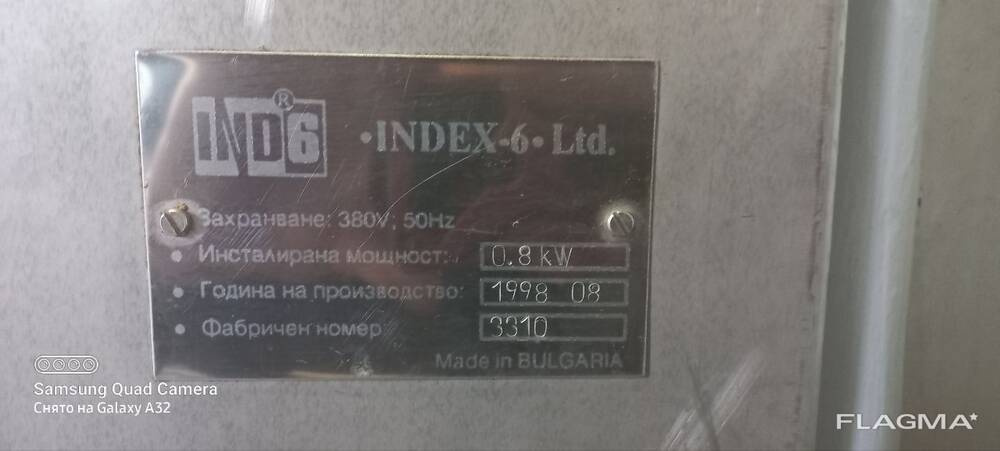 IND6®
•INDEX-6• Ltd.
Захранване: 380V; 50Hz
• Инсталирана мощност: 0.8 kW
• Година на производство: 1998 08
• Фабричен номер 3310
Made in BULGARIA
Samsung Quad Camera
Снято на Galaxy A32
FLAGMA*